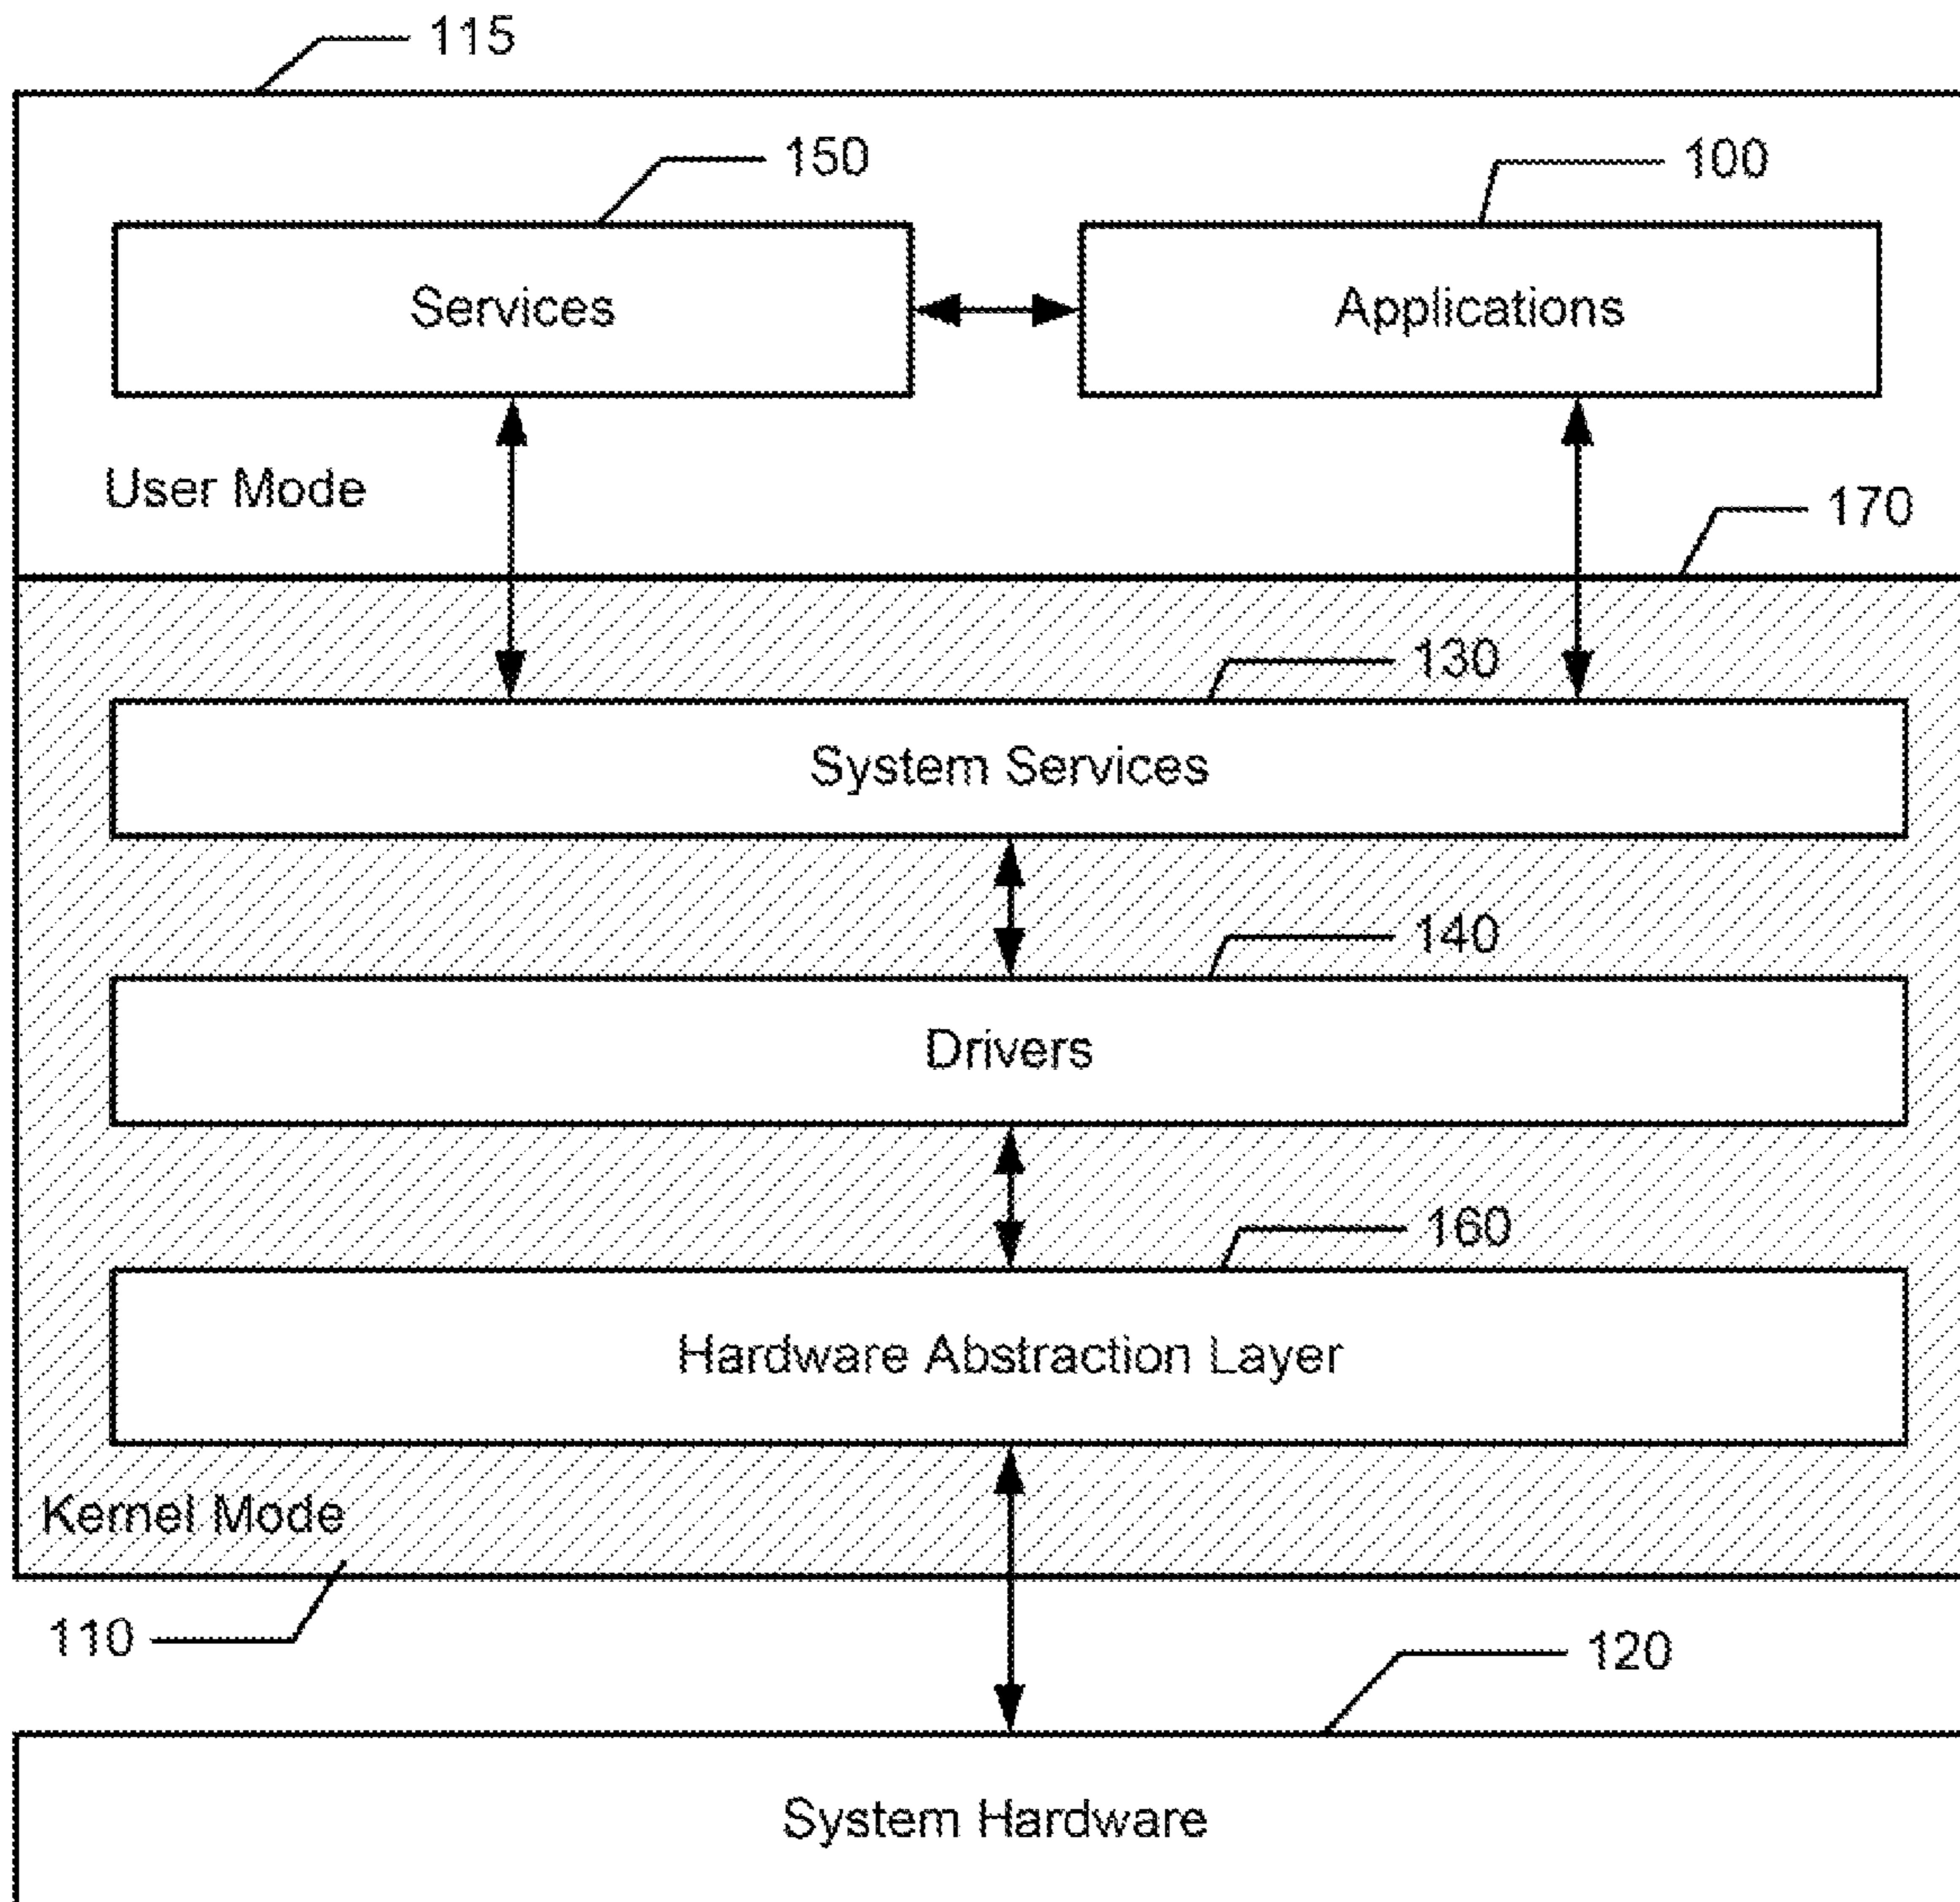 115
150
100
Services
Applications
User Mode
170
130
System Services
140
Drivers
160
Hardware Abstraction Layer
Kernel Mode
110
120
System Hardware